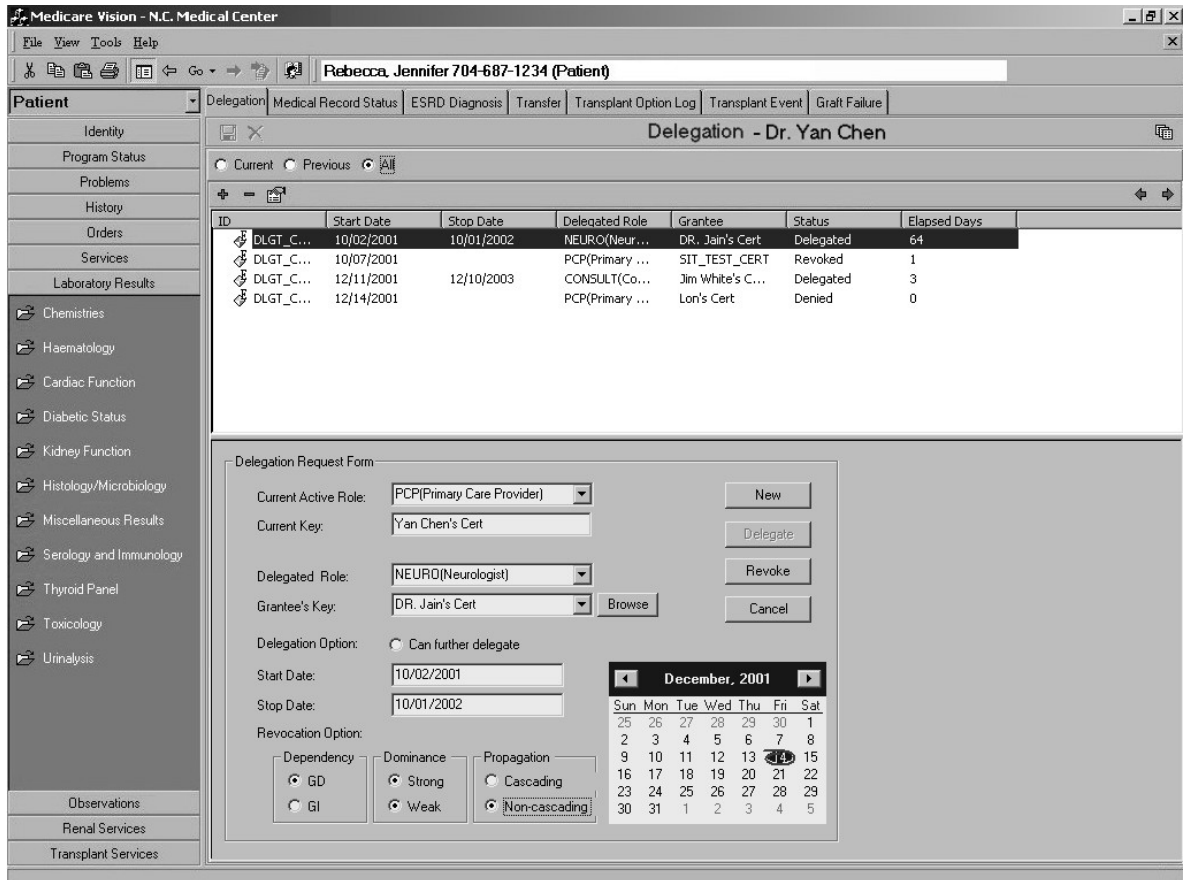 Medicare Vision - N.C. Medical Center
File View Tools Help
Go
Rebecca, Jennifer 704-687-1234 (Patient)
Patient
Delegation Medical Record Status ESRD Diagnosis Transfer Transplant Option Log Transplant Event Graft Failure
Identity
Program Status
Problems
History
Orders
Services
Laboratory Results
Chemistries
Haematology
Cardiac Function
Diabetic Status
Kidney Function
Histology/Microbiology
Miscellaneous Results
Serology and Immunology
Thyroid Panel
Toxicology
Urinalysis
Observations
Renal Services
Transplant Services
Delegation - Dr. Yan Chen
Current Previous All
ID Start Date Stop Date Delegated Role Grantee Status Elapsed Days
DLGT_C... 10/02/2001 10/01/2002 NEURO(Neur... DR. Jain's Cert Delegated 64
DLGT_C... 10/07/2001 PCP(Primary ... SIT_TEST_CERT Revoked 1
DLGT_C... 12/11/2001 12/10/2003 CONSULT(Co... Jim White's C... Delegated 3
DLGT_C... 12/14/2001 PCP(Primary ... Lon's Cert Denied 0
Delegation Request Form
Current Active Role: PCP(Primary Care Provider) New
Current Key: Yan Chen's Cert Delegate
Delegated Role: NEURO(Neurologist) Revoke
Grantee's Key: DR. Jain's Cert Browse Cancel
Delegation Option: Can further delegate
Start Date: 10/02/2001
Stop Date: 10/01/2002
Revocation Option:
Dependency Dominance Propagation
GD Strong Cascading
GI Weak Non-cascading
December, 2001
Sun Mon Tue Wed Thu Fri Sat
25 26 27 28 29 30 1
2 3 4 5 6 7 8
9 10 11 12 13 14 15
16 17 18 19 20 21 22
23 24 25 26 27 28 29
30 31 1 2 3 4 5